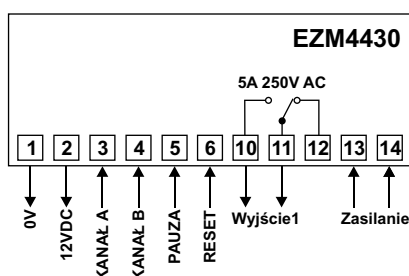 EZM4430
5A 250V AC
1 2 3 4 5 6 10 11 12 13 14
0V
12VDC
KANAŁ A
KANAŁ B
PAUZA
RESET
Wyjście1
Zasilanie